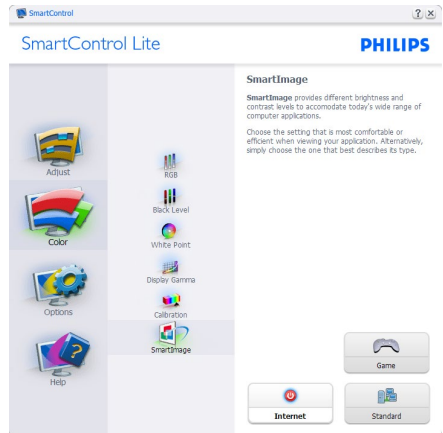 SmartControl
SmartControl Lite
PHILIPS
Adjust
Color
Options
Help
RGB
Black Level
White Point
Display Gamma
Calibration
SmartImage
SmartImage
SmartImage provides different brightness and
contrast levels to accomodate today's wide range of
computer applications.
Choose the setting that is most comfortable or
efficient when viewing your application. Alternatively,
simply choose the one that best describes its type.
Game
Internet
Standard